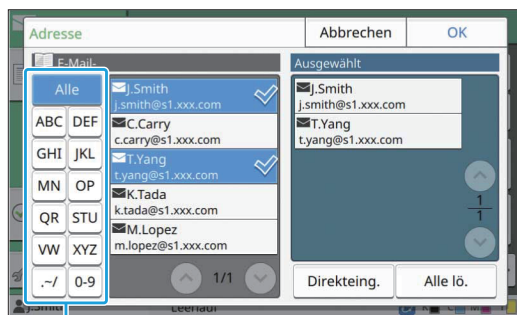 Adresse
Abbrechen
OK
E-Mail-
Ausgewählt
Alle
ABC DEF
GHI JKL
MN OP
QR STU
VW XYZ
.~/ 0-9
J.Smith
j.smith@s1.xxx.com
C.Carry
c.carry@s1.xxx.com
T.Yang
t.yang@s1.xxx.com
K.Tada
k.tada@s1.xxx.com
M.Lopez
m.lopez@s1.xxx.com
1/1
J.Smith
j.smith@s1.xxx.com
T.Yang
t.yang@s1.xxx.com
1
1
Direkteing.
Alle lö.
J.Smith
Leerlauf